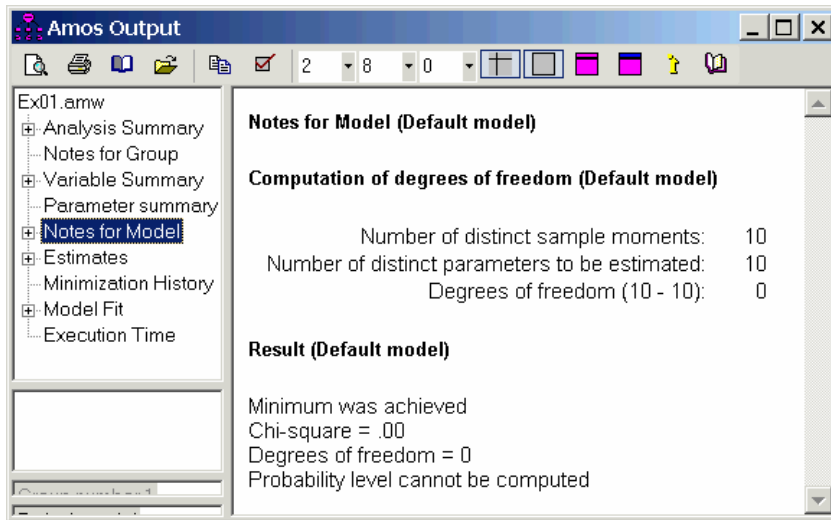 Amos Output
2 8 0
Ex01.amw
Analysis Summary
Notes for Group
Variable Summary
Parameter summary
Notes for Model
Estimates
Minimization History
Model Fit
Execution Time
Notes for Model (Default model)
Computation of degrees of freedom (Default model)
Number of distinct sample moments: 10
Number of distinct parameters to be estimated: 10
Degrees of freedom (10 - 10): 0
Result (Default model)
Minimum was achieved
Chi-square = .00
Degrees of freedom = 0
Probability level cannot be computed